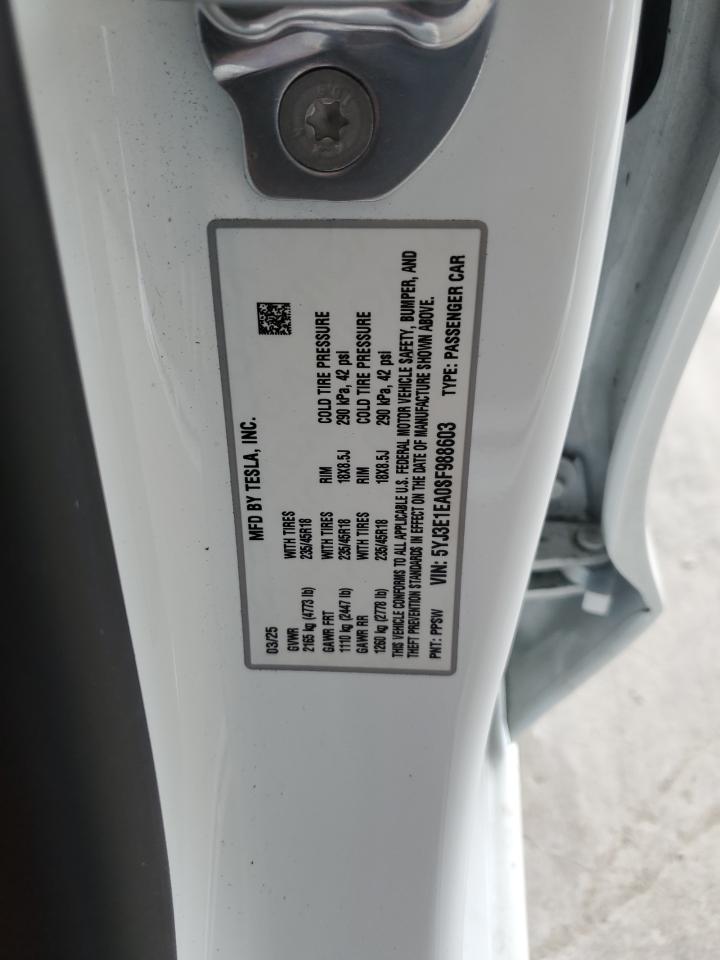 MFD BY TESLA, INC.
03/25
GVWR WITH TIRES RIM COLD TIRE PRESSURE
2165 kg (4773 lb) 235/45R18 18X8.5J 290 kPa, 42 psi
GAWR FRT WITH TIRES RIM COLD TIRE PRESSURE
1110 kg (2447 lb) 235/45R18 18X8.5J 290 kPa, 42 psi
GAWR RR
1260 kg (2778 lb) 235/45R18
THIS VEHICLE CONFORMS TO ALL APPLICABLE U.S. FEDERAL MOTOR VEHICLE SAFETY, BUMPER, AND
THEFT PREVENTION STANDARDS IN EFFECT ON THE DATE OF MANUFACTURE SHOWN ABOVE.
PNT: PPSW VIN: 5YJ3E1EA0SF988603 TYPE: PASSENGER CAR